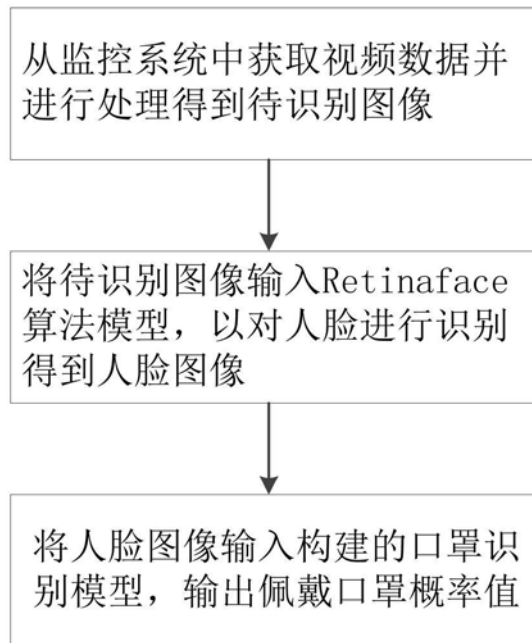 从监控系统中获取视频数据并
进行处理得到待识别图像
将待识别图像输入Retinaface
算法模型，以对人脸进行识别
得到人脸图像
将人脸图像输入构建的口罩识
别模型，输出佩戴口罩概率值